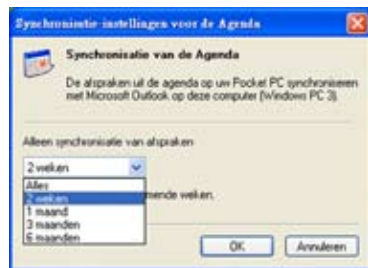 Synchronisatie-instellingen voor de Agenda
Synchronisatie van de Agenda
De afspraken uit de agenda op uw Pocket PC synchroniseren
met Microsoft Outlook op deze computer (Windows PC 3).
Alleen synchronisatie van afspraken
2 weken
Alles
2 weken
mende weken.
1 maand
3 maanden
6 maanden
OK
Annuleren